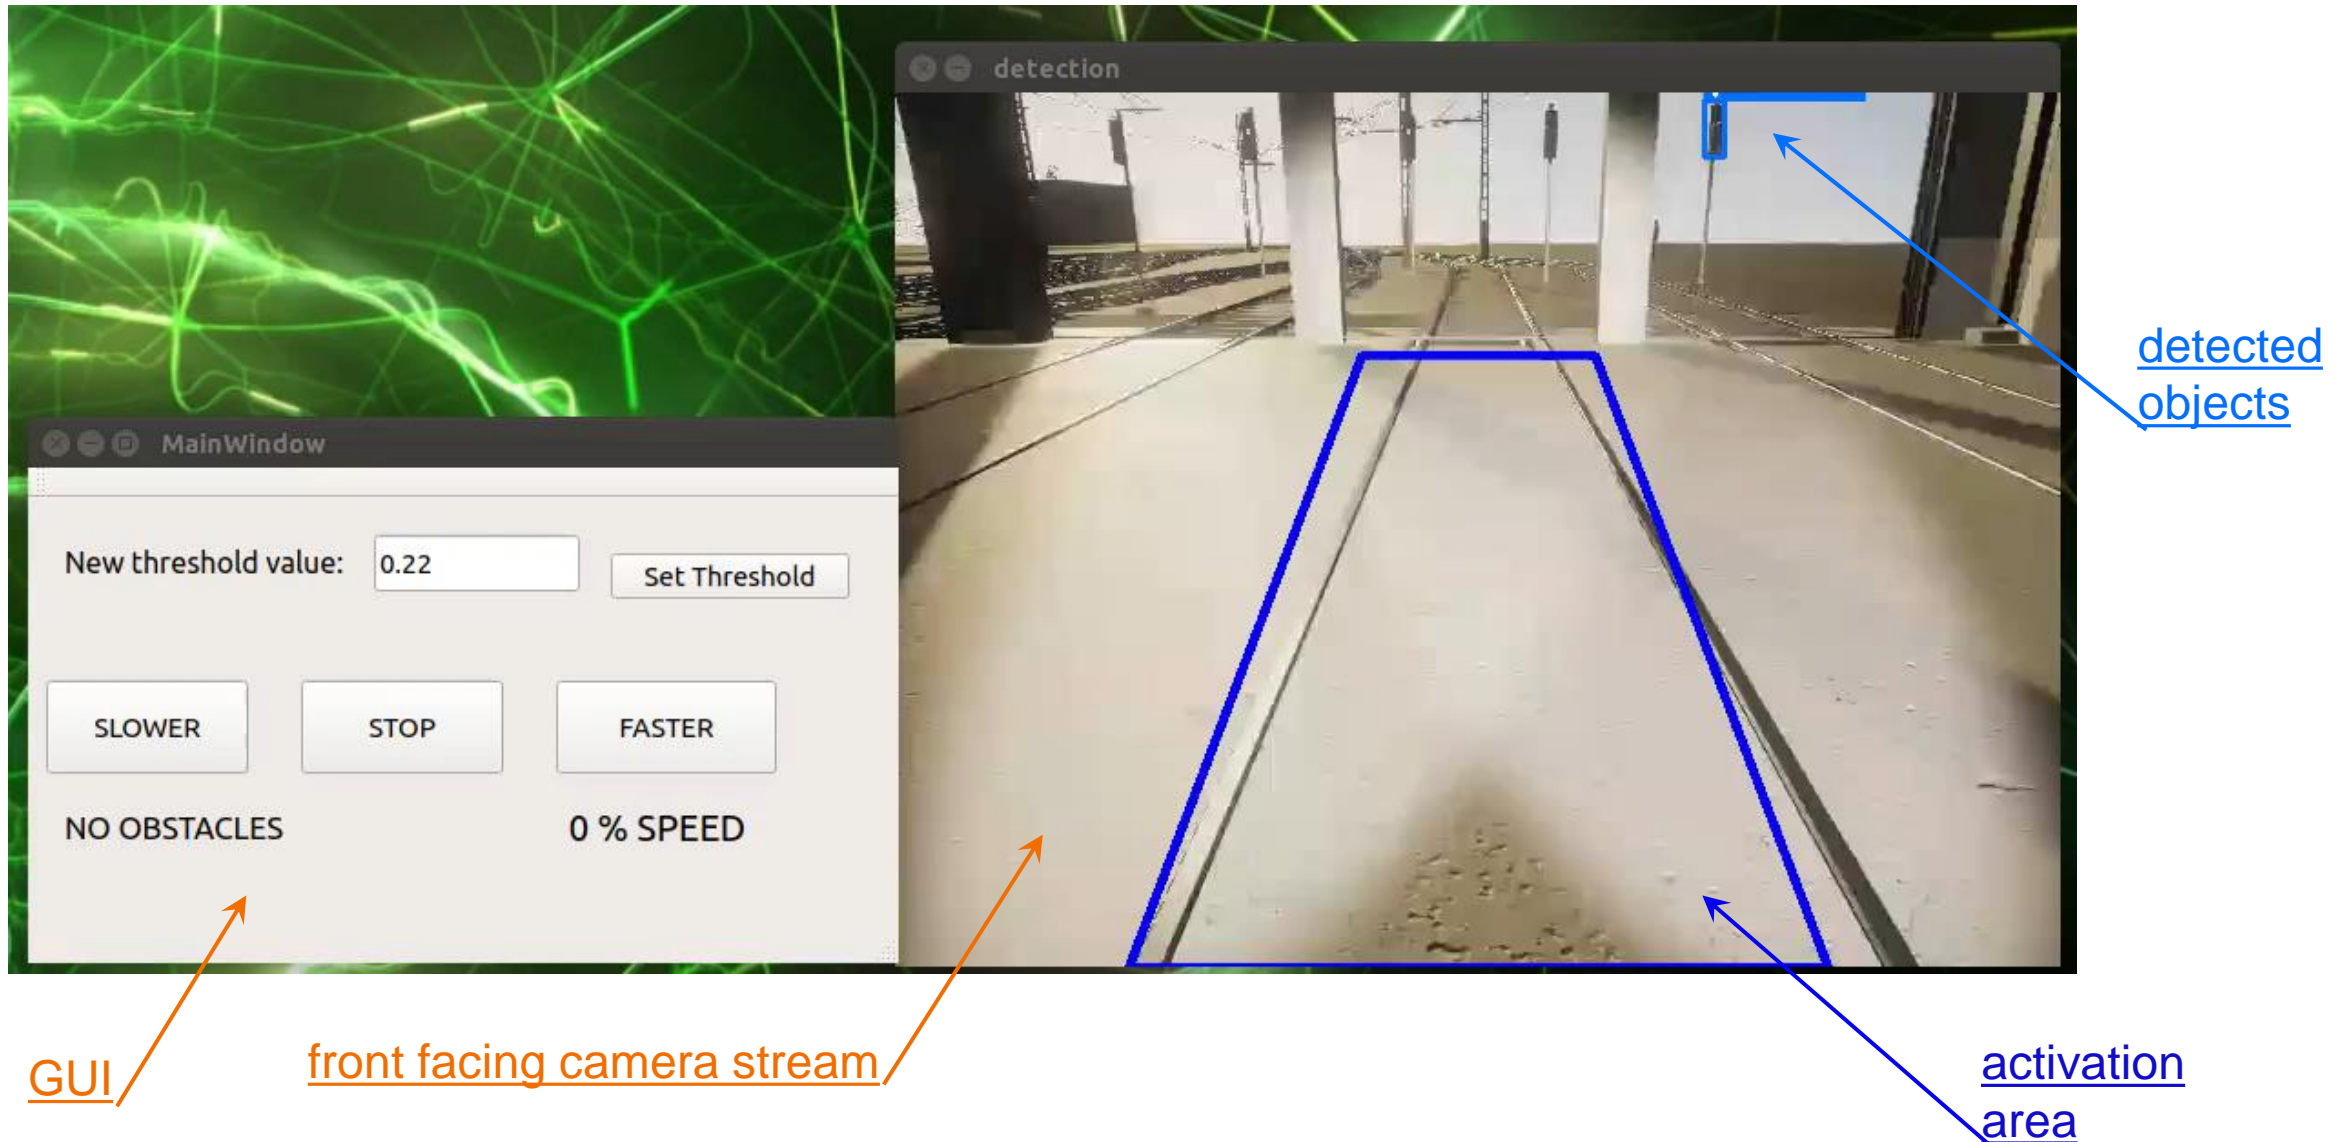 detection
detected
objects
MainWindow
New threshold value:
0.22
Set Threshold
SLOWER
STOP
FASTER
NO OBSTACLES
0 % SPEED
GUI
front facing camera stream
activation
area